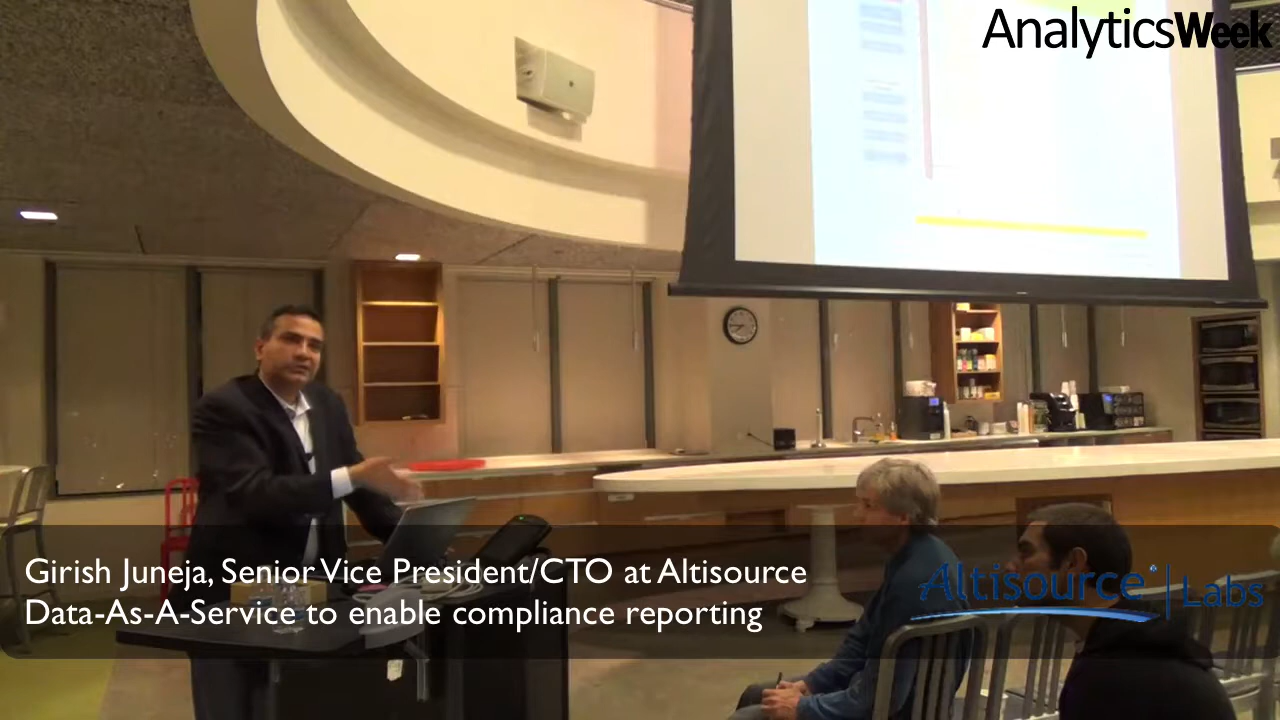 AnalyticsWeek
Girish Juneja, Senior Vice President/CTO at Altisource
Data-As-A-Service to enable compliance reporting
Altisource Labs